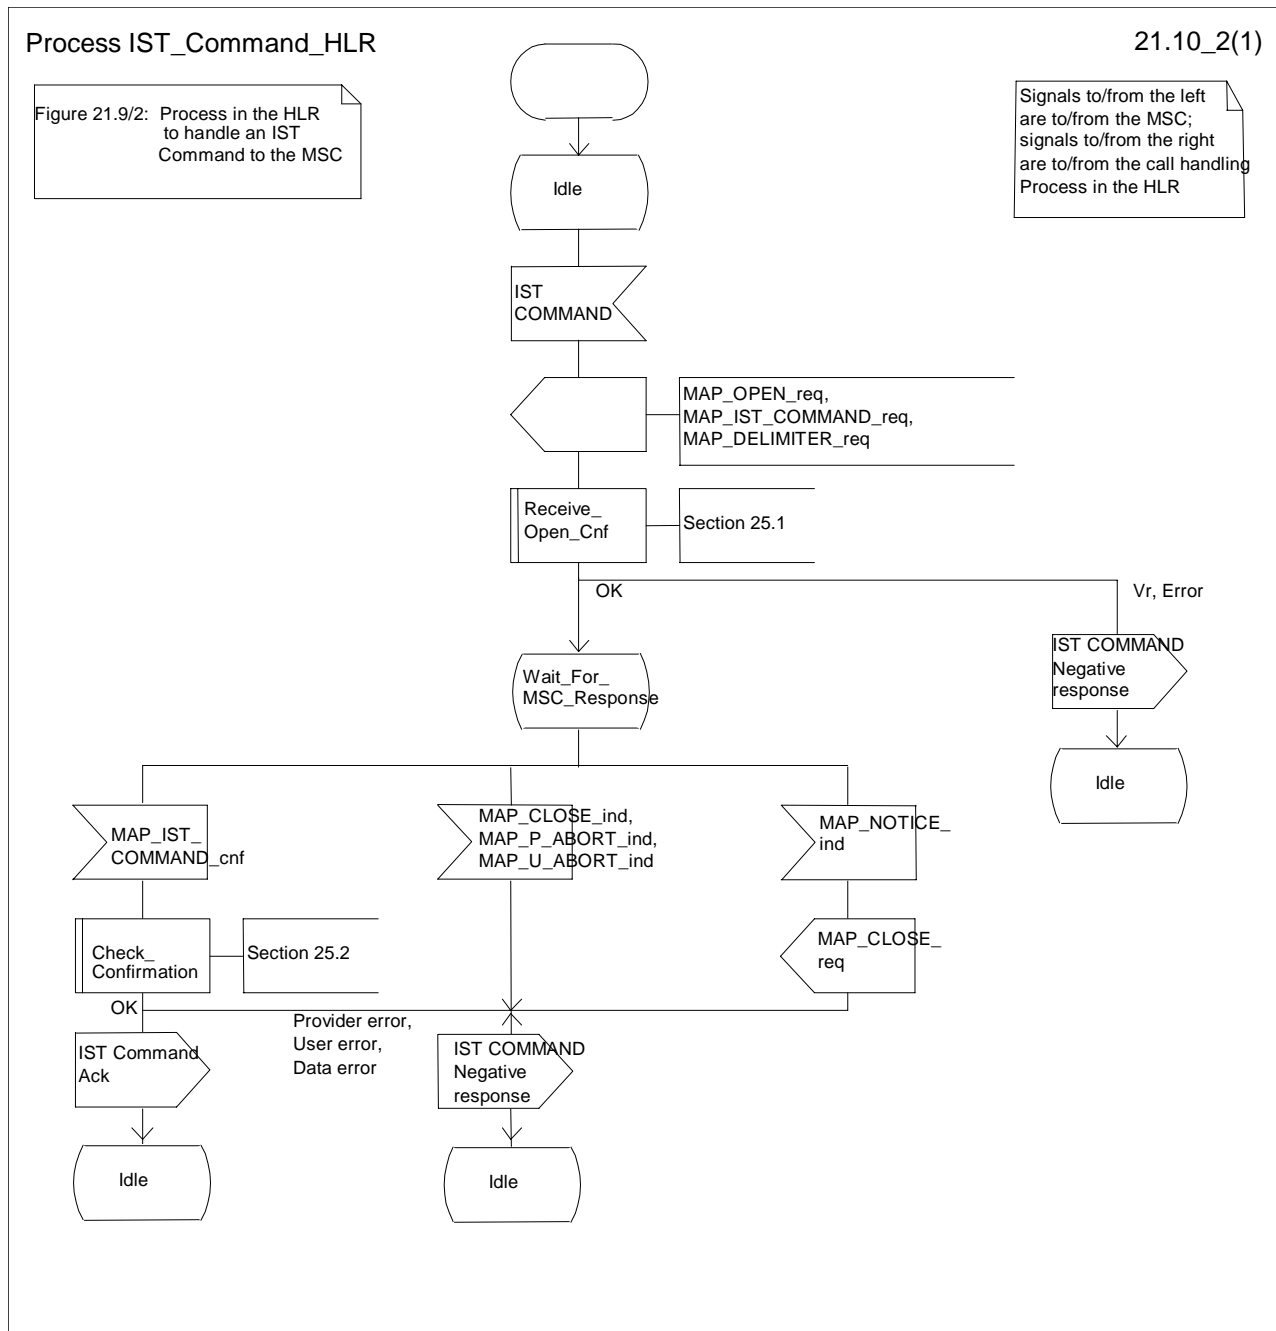 Process IST_Command_HLR
21.10_2(1)
Figure 21.9/2: Process in the HLR
to handle an IST
Command to the MSC
Signals to/from the left
are to/from the MSC;
signals to/from the right
are to/from the call handling
Process in the HLR
Idle
IST
COMMAND
MAP_OPEN_req,
MAP_IST_COMMAND_req,
MAP_DELIMITER_req
Receive_
Open_Cnf
Section 25.1
OK
Vr, Error
IST COMMAND
Negative
response
Wait_For_
MSC_Response
Idle
MAP_IST_
COMMAND_cnf
MAP_CLOSE_ind,
MAP_P_ABORT_ind,
MAP_U_ABORT_ind
MAP_NOTICE_
ind
Check_
Confirmation
Section 25.2
MAP_CLOSE_
req
OK
Provider error,
User error,
Data error
IST Command
Ack
IST COMMAND
Negative
response
Idle
Idle